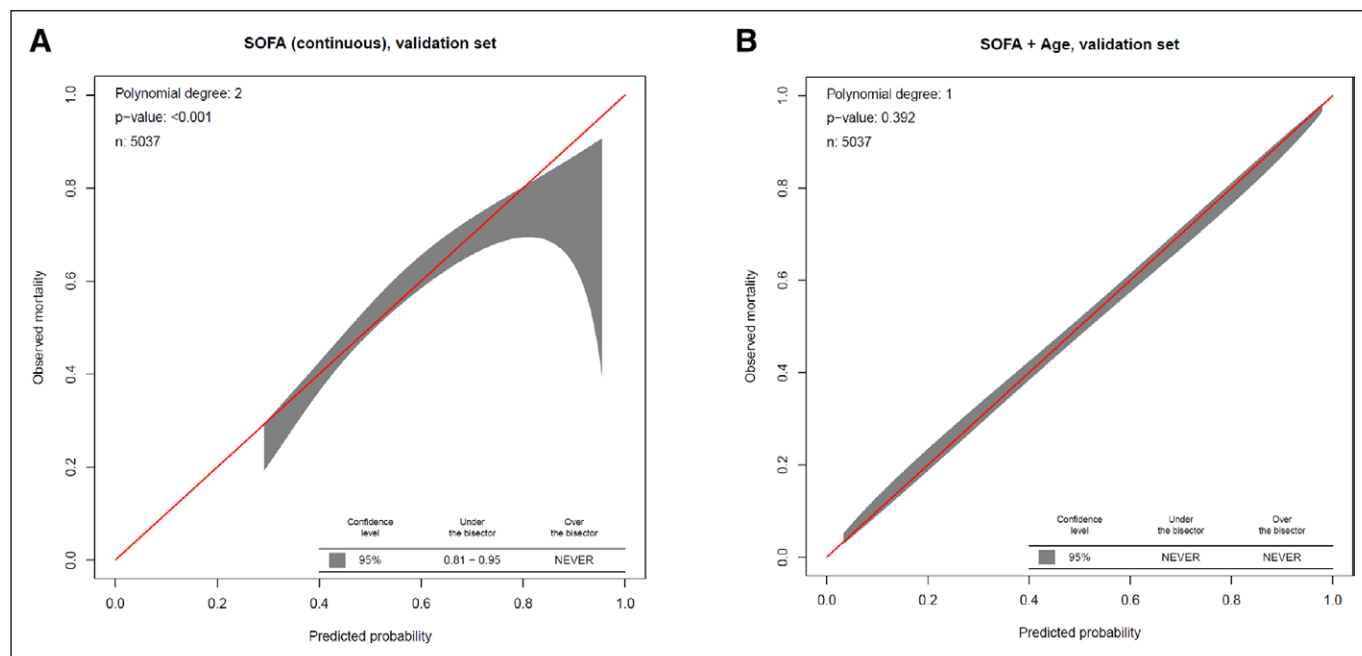 A
SOFA (continuous), validation set
Polynomial degree: 2
p−value: <0.001
n: 5037
1.0
0.8
0.6
0.4
0.2
0.0
Observed mortality
Confidence level
Under the bisector
Over the bisector
95%
0.81 − 0.95
NEVER
0.0
0.2
0.4
0.6
0.8
1.0
Predicted probability
B
SOFA + Age, validation set
Polynomial degree: 1
p−value: 0.392
n: 5037
1.0
0.8
0.6
0.4
0.2
0.0
Observed mortality
Confidence level
Under the bisector
Over the bisector
95%
NEVER
NEVER
0.0
0.2
0.4
0.6
0.8
1.0
Predicted probability